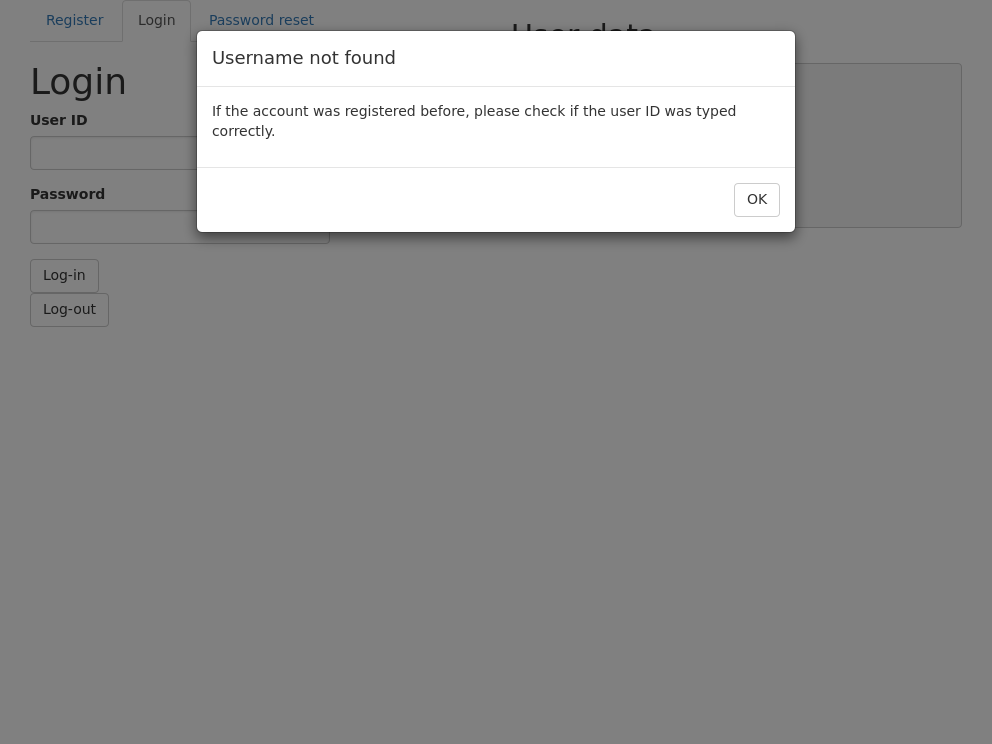 Register
Login
Password reset
User data
Username not found
Login
If the account was registered before, please check if the user ID was typed
correctly.
User ID
Password
OK
Log-in
Log-out